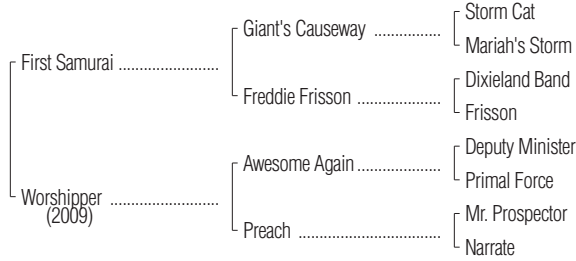 Storm Cat
Giant's Causeway ..................
Mariah's Storm
First Samurai ...........................
Dixieland Band
Freddie Frisson ......................
Frisson
Deputy Minister
Awesome Again ......................
Primal Force
Worshipper .............................
(2009)
Mr. Prospector
Preach ......................................
Narrate